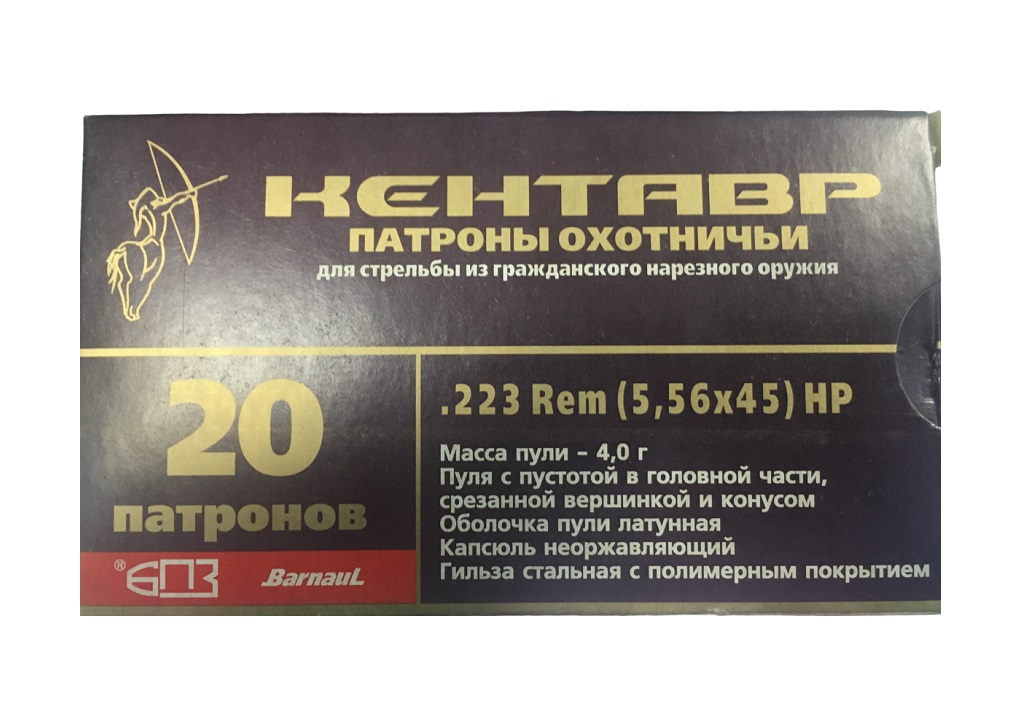 КЕНТАВР
ПАТРОНЫ ОХОТНИЧЬИ
для стрельбы из гражданского нарезного оружия
20
патронов
® БПЗ Barnaul
.223 Rem (5,56x45) HP
Масса пули – 4,0 г
Пуля с пустотой в головной части,
срезанной вершинкой и конусом
Оболочка пули латунная
Капсюль неоржавляющий
Гильза стальная с полимерным покрытием